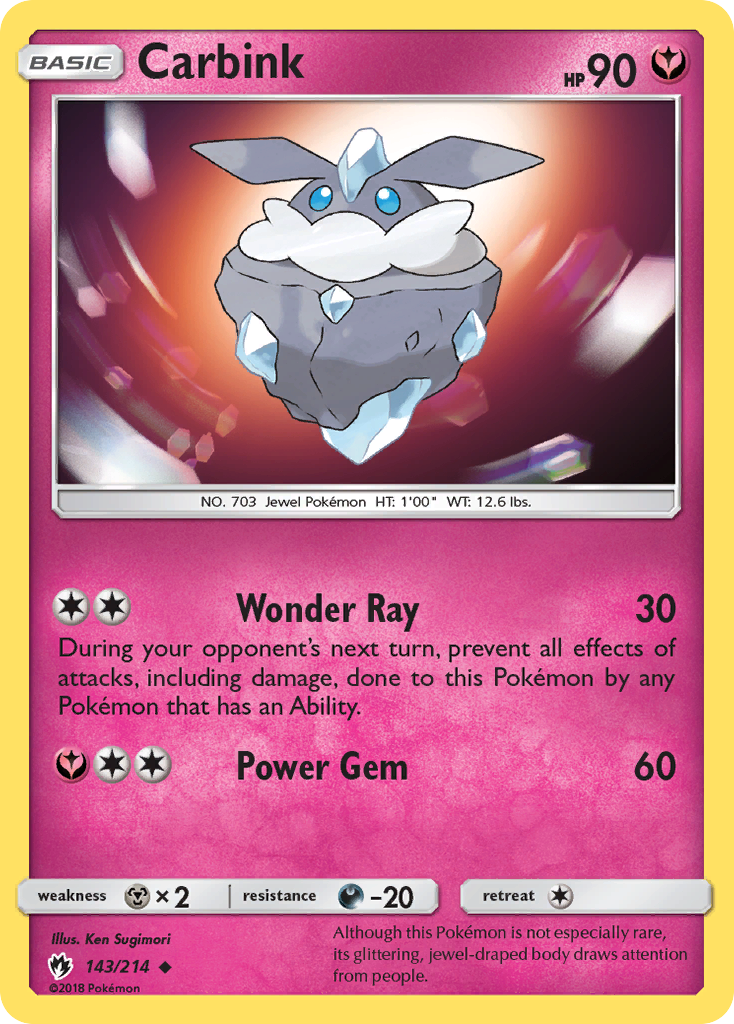 BASIC Carbink HP 90
NO. 703 Jewel Pokémon HT: 1'00" WT: 12.6 lbs.
Wonder Ray 30
During your opponent's next turn, prevent all effects of
attacks, including damage, done to this Pokémon by any
Pokémon that has an Ability.
Power Gem 60
weakness ×2 resistance -20 retreat
Illus. Ken Sugimori
143/214
©2018 Pokémon
Although this Pokémon is not especially rare,
its glittering, jewel-draped body draws attention
from people.